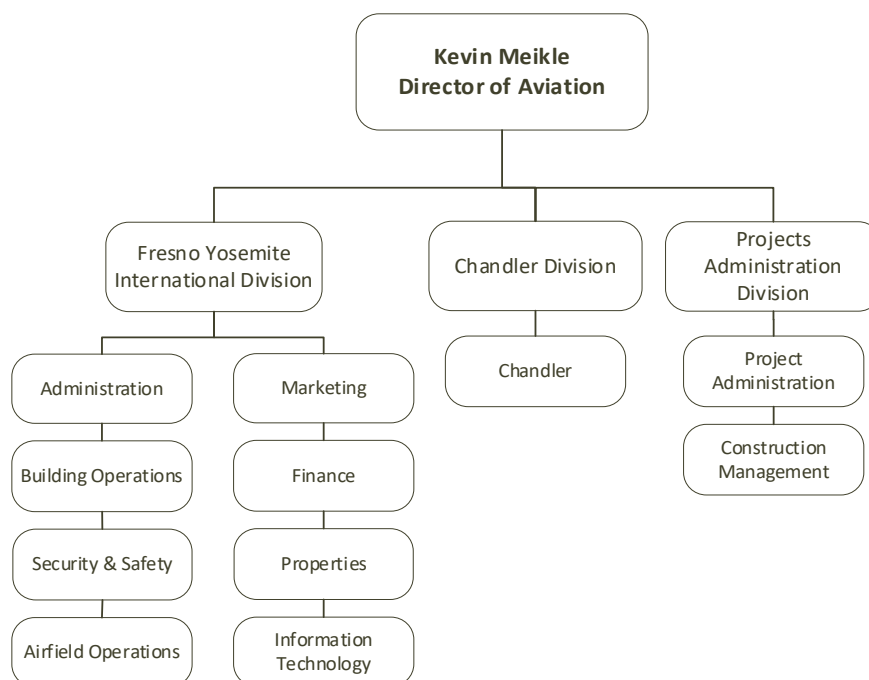 Kevin Meikle
Director of Aviation
Fresno Yosemite
International Division
Chandler Division
Projects
Administration
Division
Administration
Marketing
Chandler
Project
Administration
Building Operations
Finance
Construction
Management
Security & Safety
Properties
Airfield Operations
Information
Technology